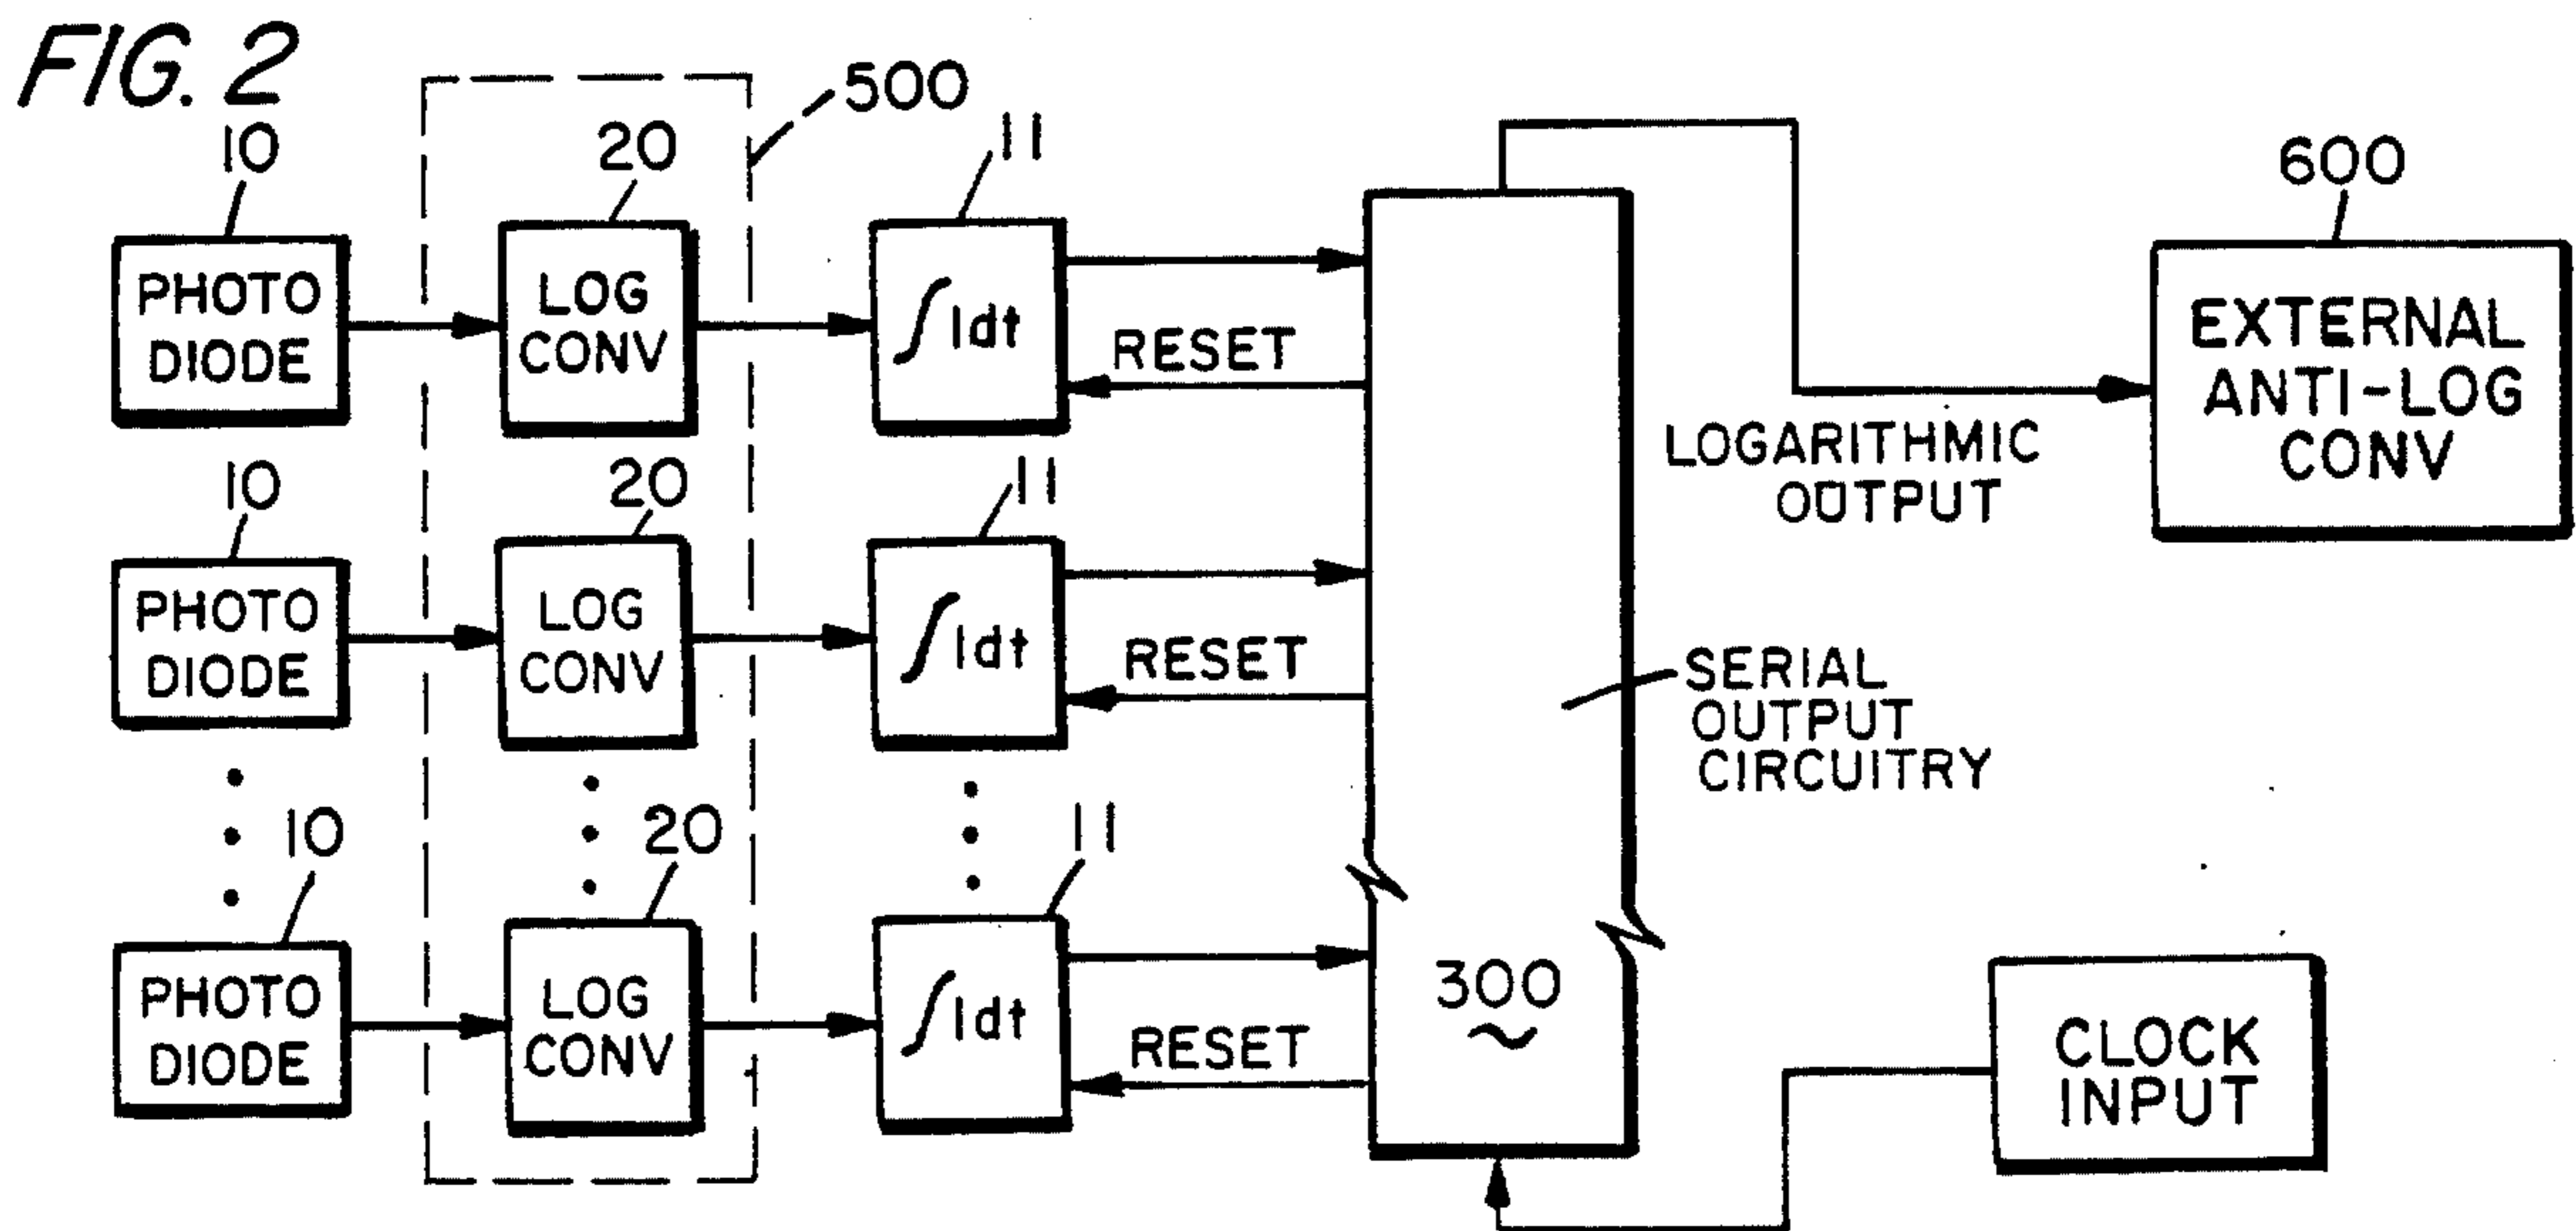 FIG. 2
500
10
20
11
600
PHOTO
DIODE
LOG
CONV
∫Idt
RESET
EXTERNAL
ANTI-LOG
CONV
LOGARITHMIC
OUTPUT
10
20
11
PHOTO
DIODE
LOG
CONV
∫Idt
RESET
SERIAL
OUTPUT
CIRCUITRY
10
20
11
PHOTO
DIODE
LOG
CONV
∫Idt
RESET
300
CLOCK
INPUT